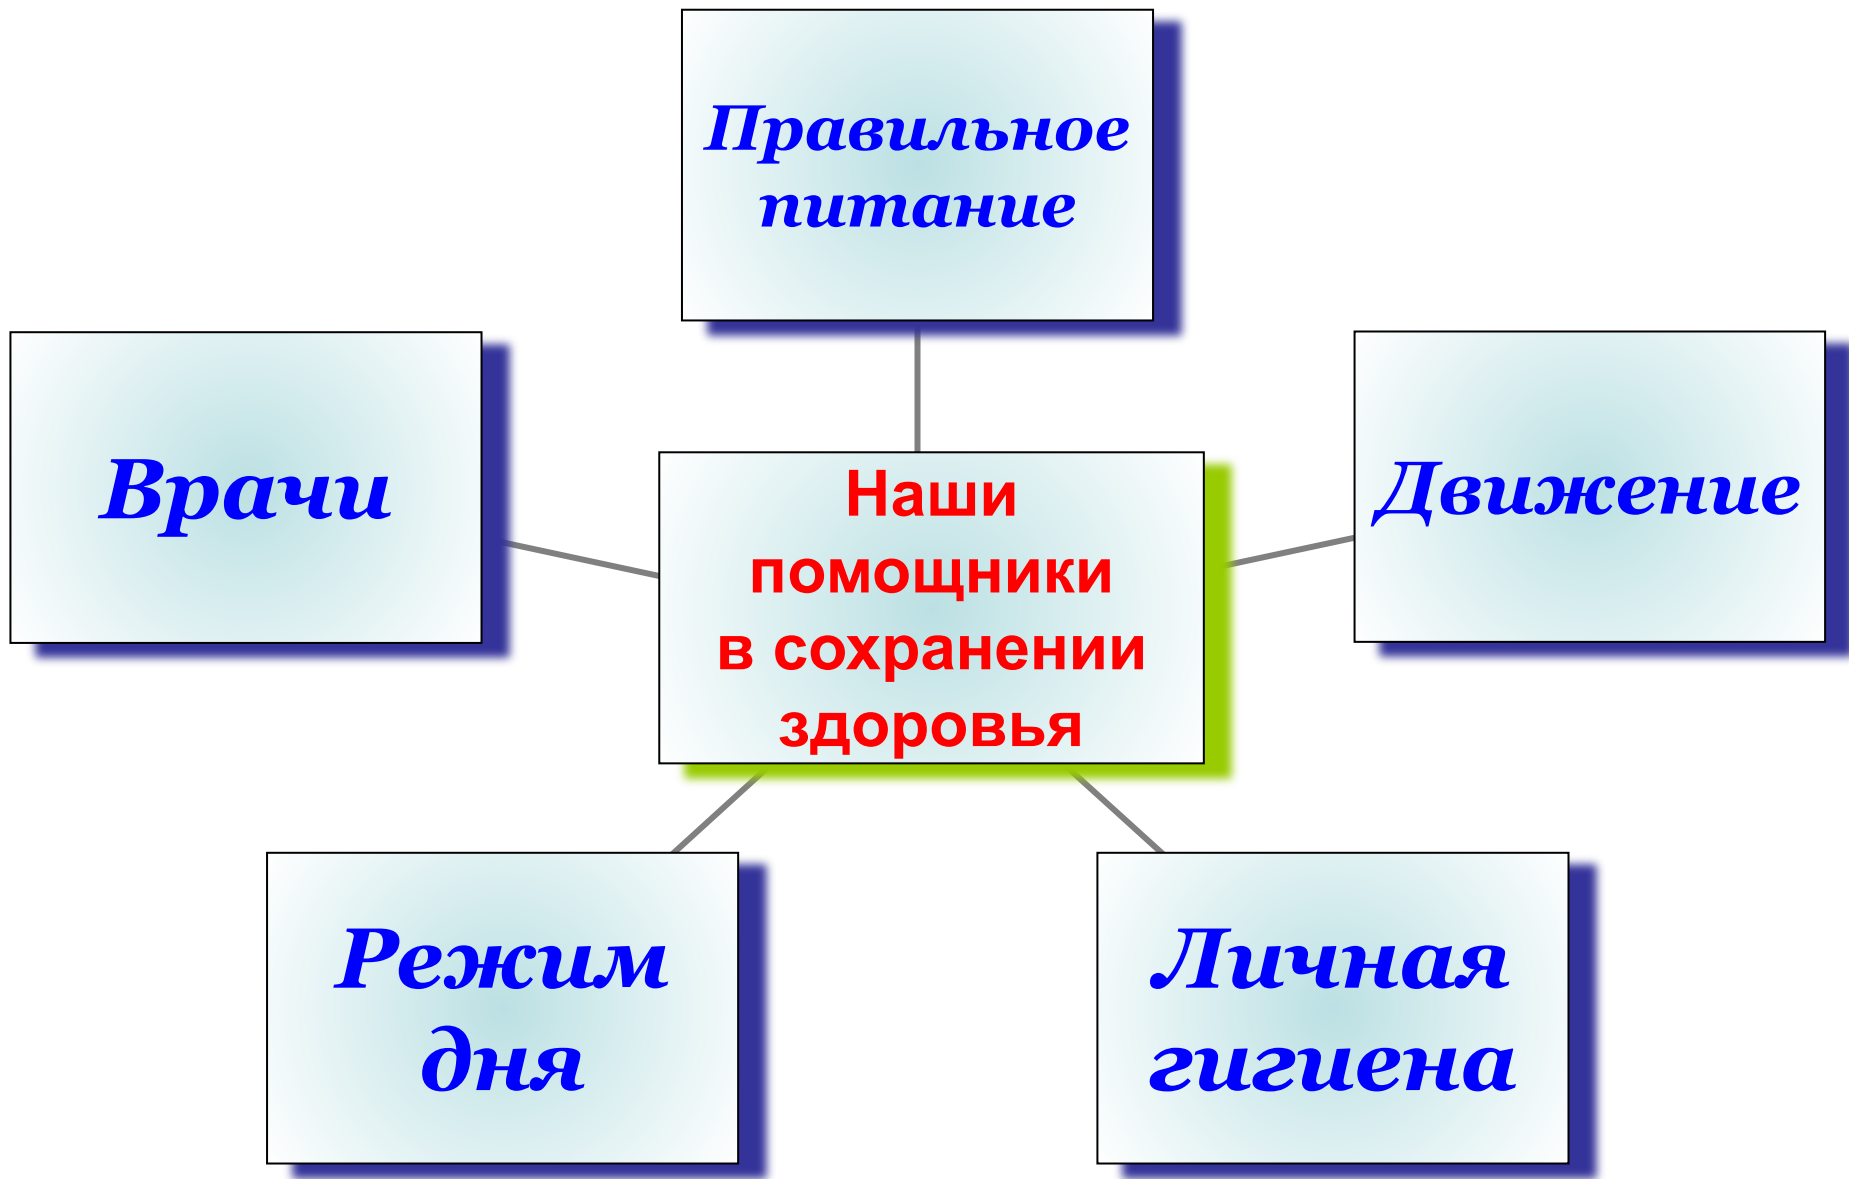 Правильное
питание
Врачи
Движение
Наши
помощники
в сохранении
здоровья
Режим
дня
Личная
гигиена